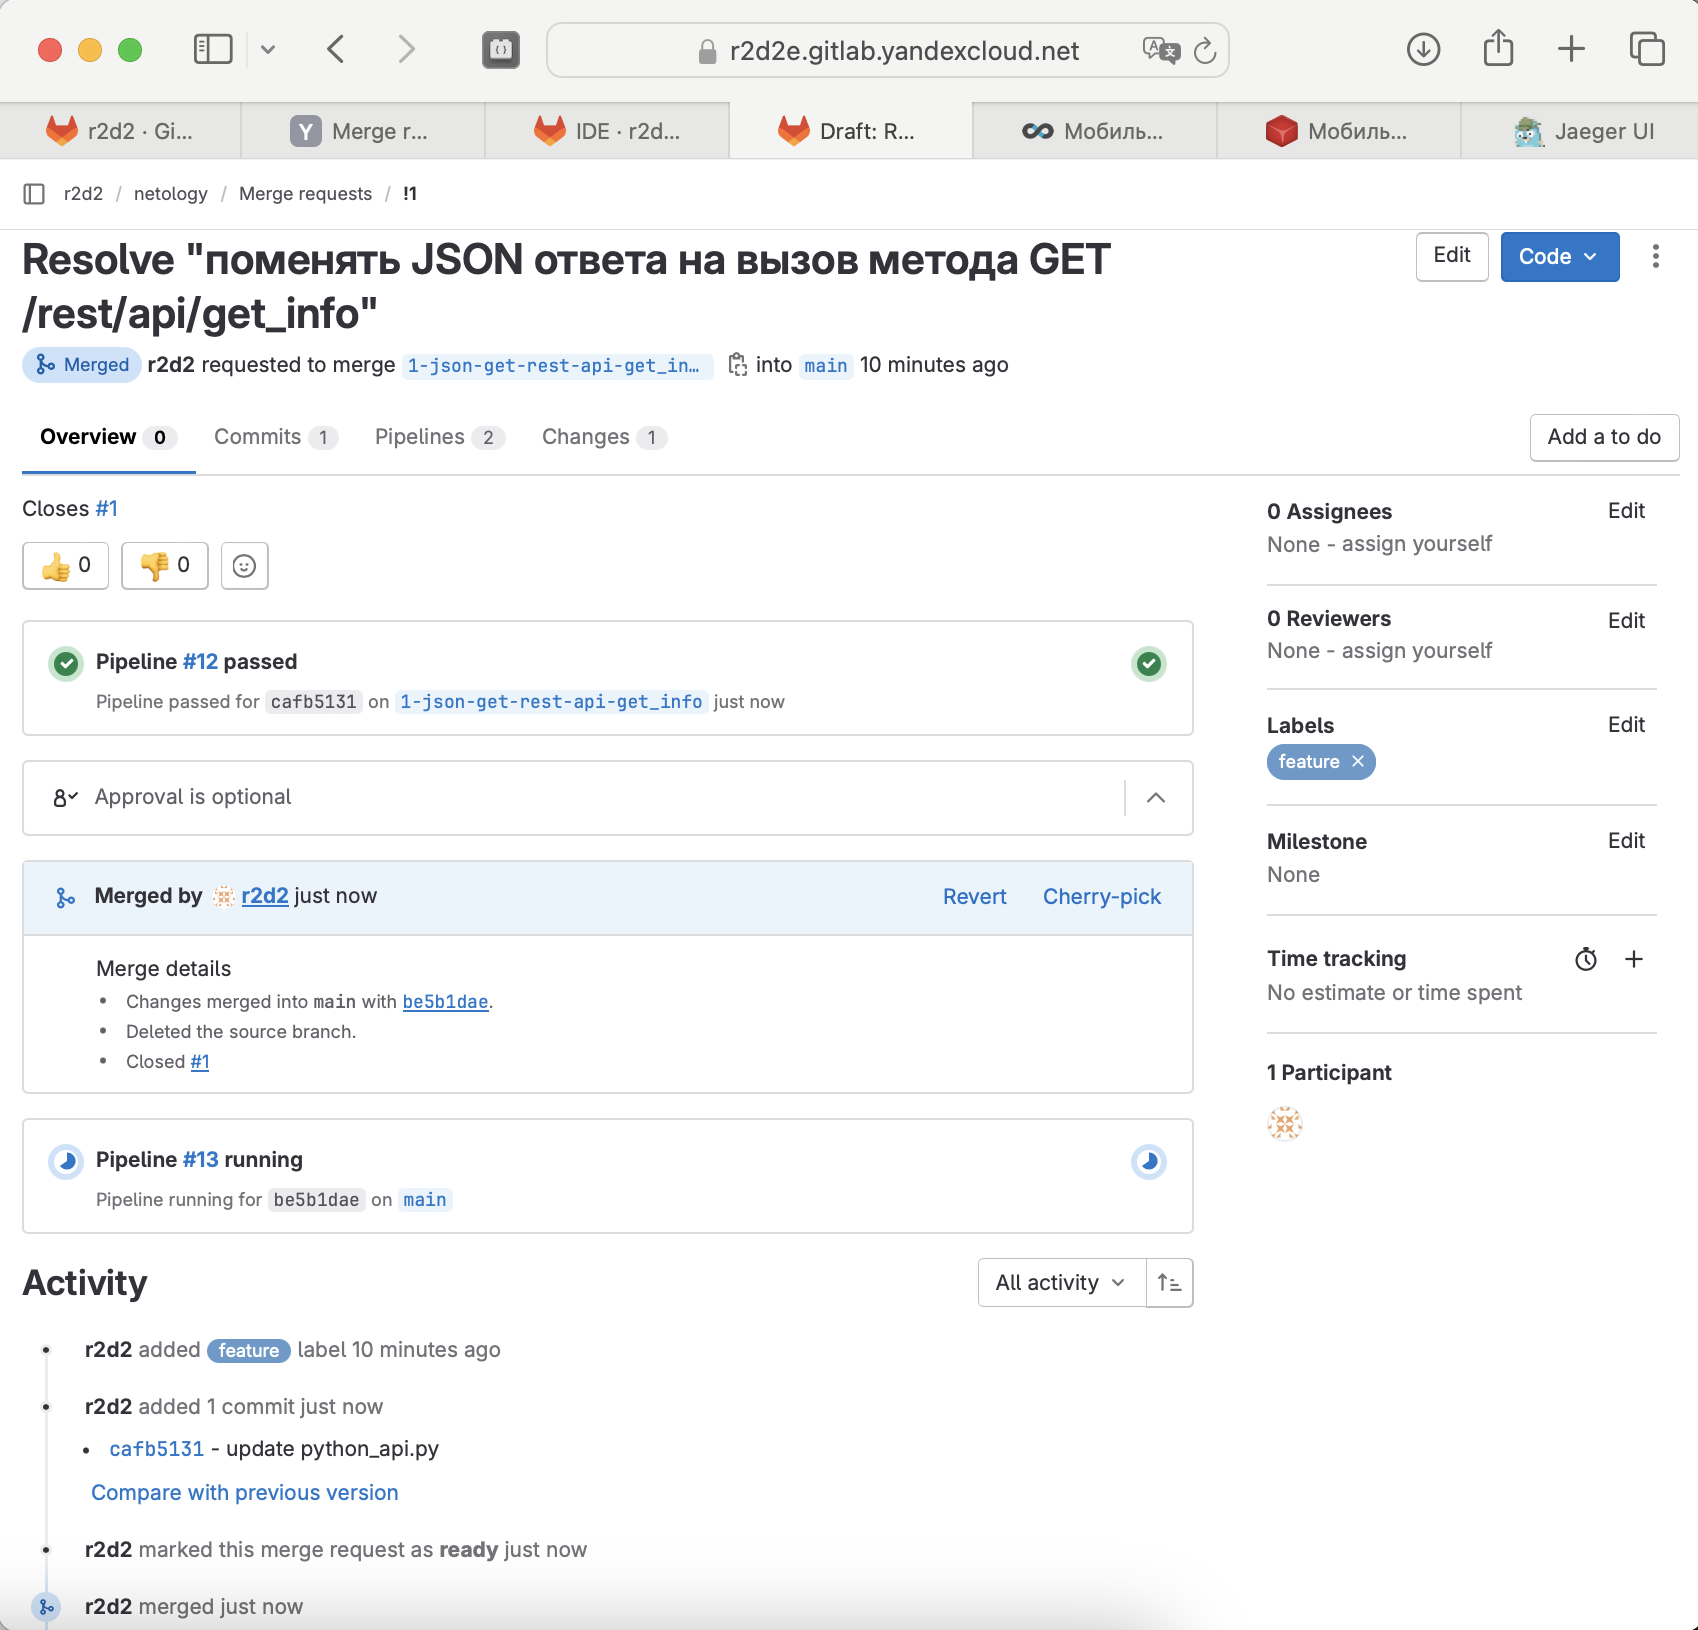 r2d2e.gitlab.yandexcloud.net
r2d2 · Gi...
Merge r...
IDE · r2d...
Draft: R...
Мобиль...
Мобиль...
Jaeger UI
r2d2 / netology / Merge requests / !1
Resolve "поменять JSON ответа на вызов метода GET
/rest/api/get_info"
Edit
Code
Merged r2d2 requested to merge 1-json-get-rest-api-get_in… into main 10 minutes ago
Overview 0
Commits 1
Pipelines 2
Changes 1
Add a to do
Closes #1
0
0
Pipeline #12 passed
Pipeline passed for cafb5131 on 1-json-get-rest-api-get_info just now
Approval is optional
Merged by r2d2 just now
Revert
Cherry-pick
Merge details
• Changes merged into main with be5b1dae.
• Deleted the source branch.
• Closed #1
Pipeline #13 running
Pipeline running for be5b1dae on main
0 Assignees
Edit
None - assign yourself
0 Reviewers
Edit
None - assign yourself
Labels
Edit
feature ×
Milestone
Edit
None
Time tracking
No estimate or time spent
1 Participant
Activity
All activity
r2d2 added feature label 10 minutes ago
r2d2 added 1 commit just now
• cafb5131 - update python_api.py
Compare with previous version
r2d2 marked this merge request as ready just now
r2d2 merged just now